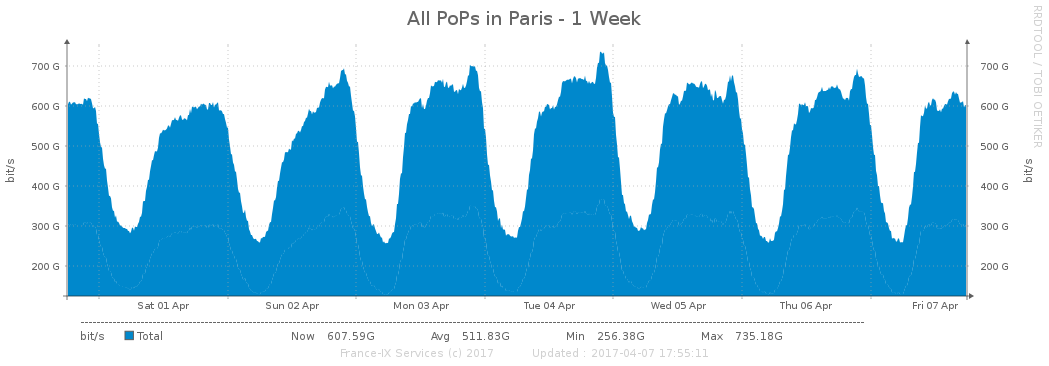 All PoPs in Paris - 1 Week
RRDTOOL / TOBI OETIKER
bit/s
700 G
600 G
500 G
400 G
300 G
200 G
700 G
600 G
500 G
400 G
300 G
200 G
bit/s
Sat 01 Apr Sun 02 Apr Mon 03 Apr Tue 04 Apr Wed 05 Apr Thu 06 Apr Fri 07 Apr
bit/s Total Now 607.59G Avg 511.83G Min 256.38G Max 735.18G
France-IX Services (c) 2017 Updated : 2017-04-07 17:55:11